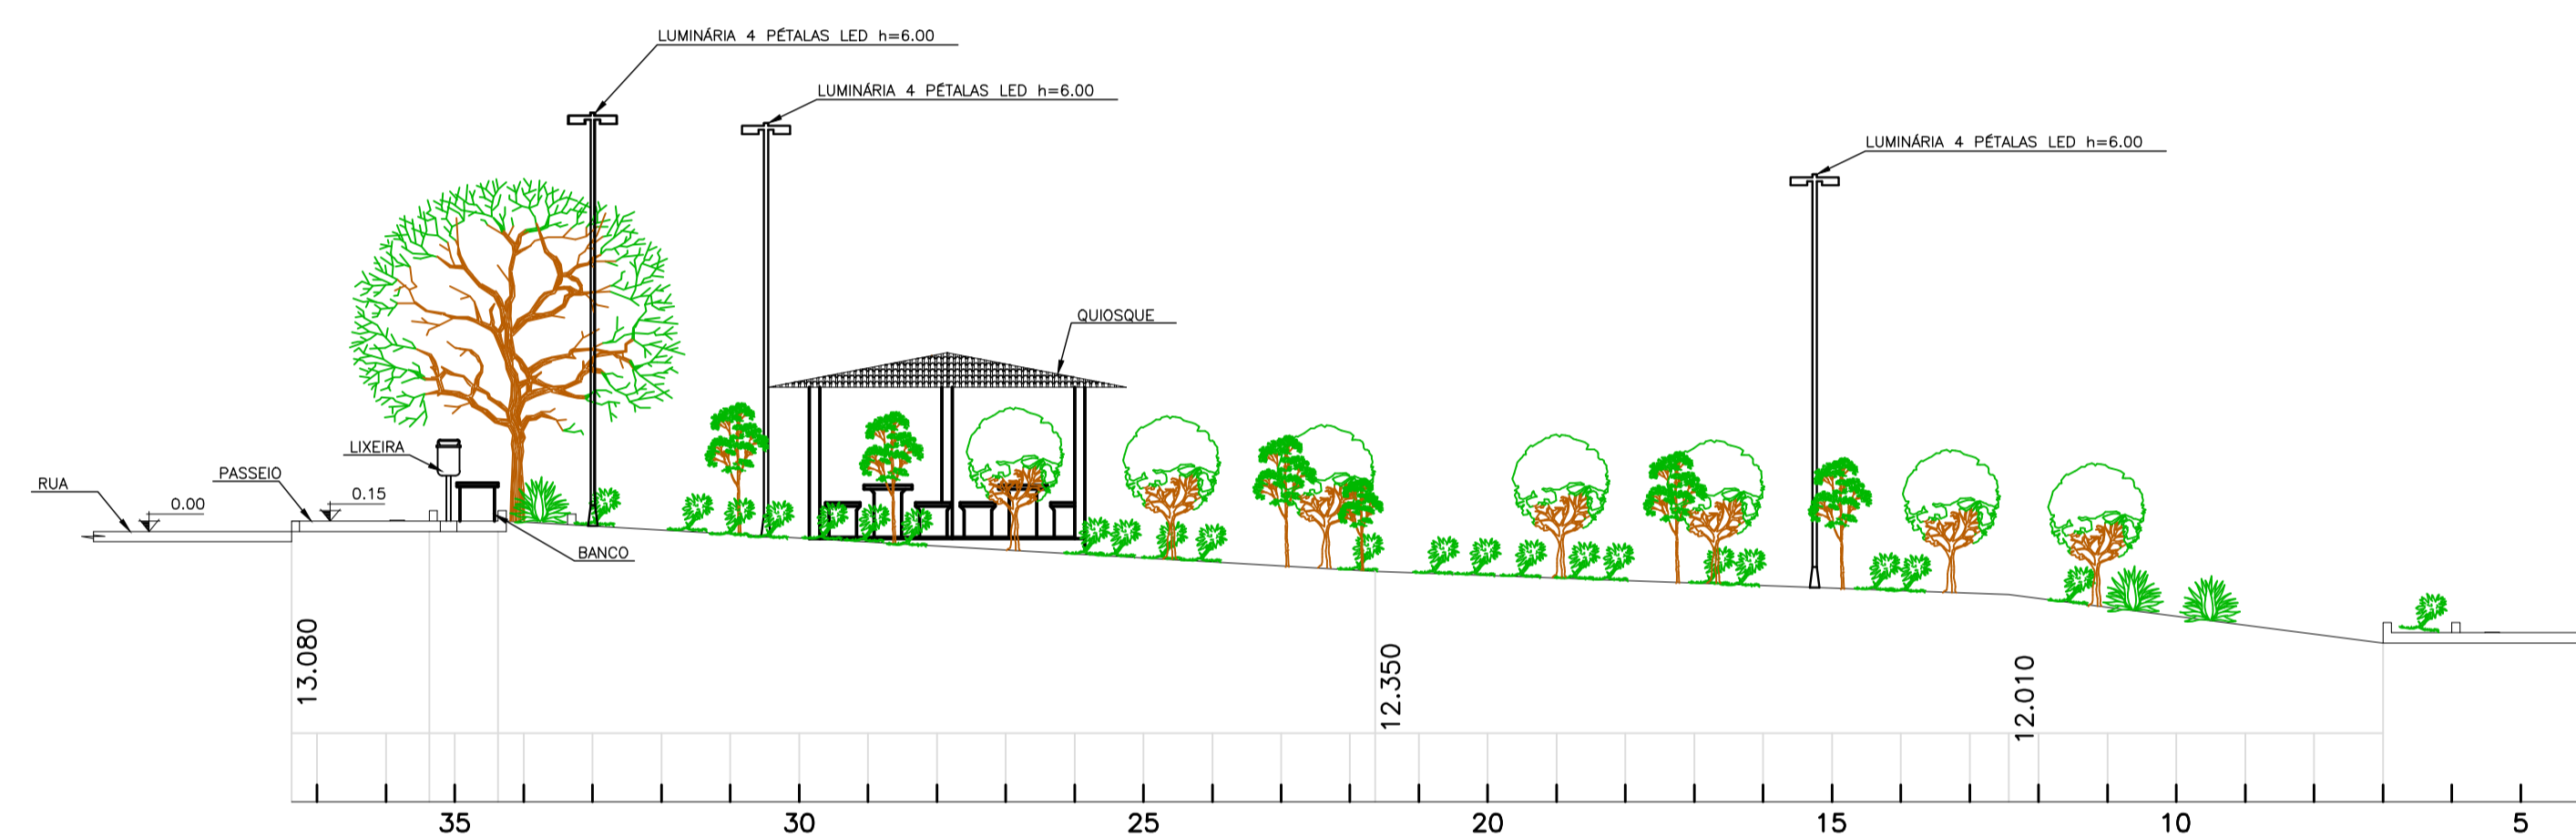 LUMINÁRIA 4 PÉTALAS LED h=6.00
LUMINÁRIA 4 PÉTALAS LED h=6.00
LUMINÁRIA 4 PÉTALAS LED h=6.00
QUIOSQUE
LIXEIRA
PASSEIO
RUA
0.00
0.15
BANCO
13.080
12.350
12.010
35
30
25
20
15
10
5